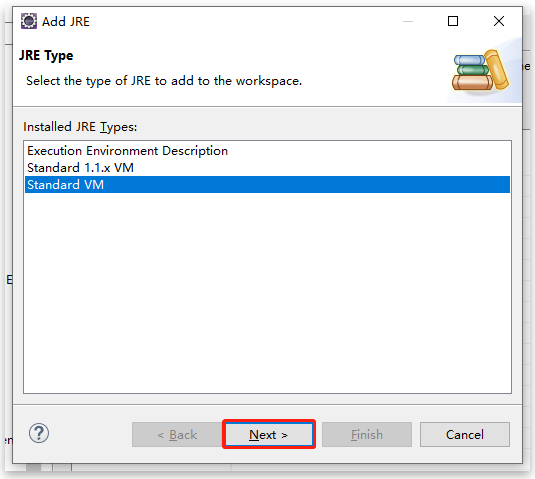 Add JRE
JRE Type
Select the type of JRE to add to the workspace.
Installed JRE Types:
Execution Environment Description
Standard 1.1.x VM
Standard VM
?
< Back
Next >
Finish
Cancel